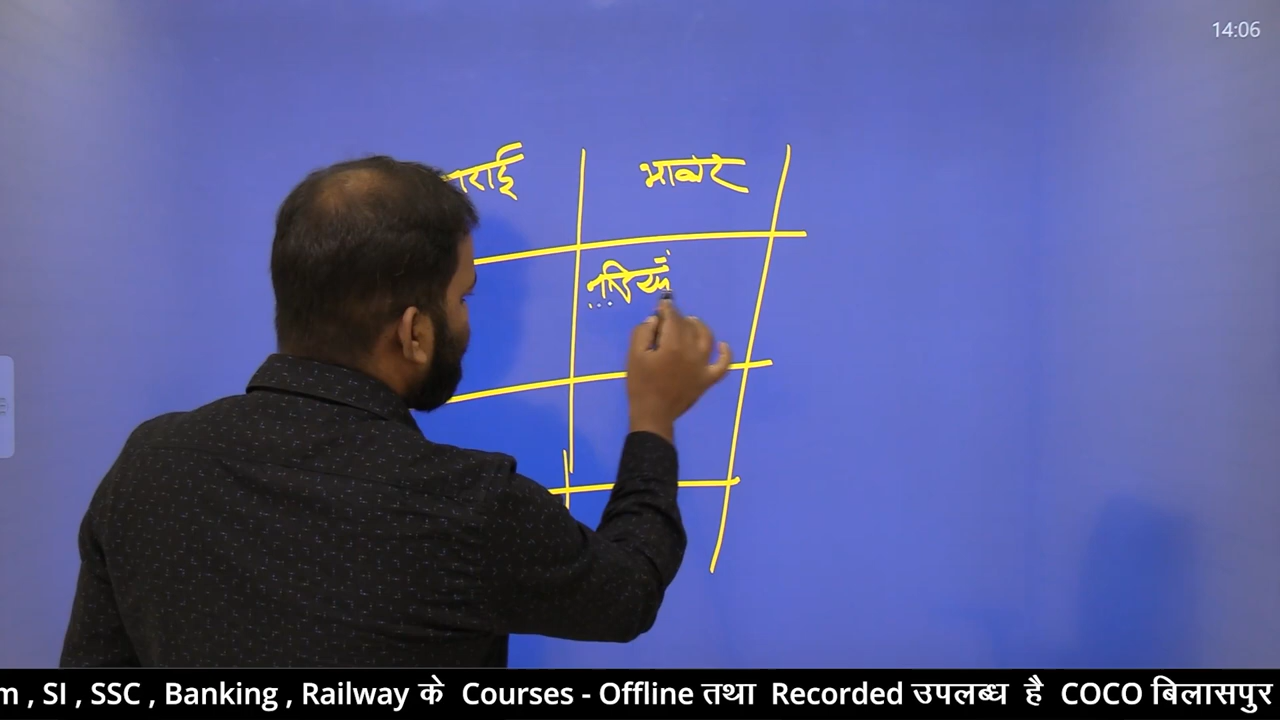 14:06
राई भाबर
नदियाँ
m , SI , SSC , Banking , Railway के Courses - Offline तथा Recorded उपलब्ध है COCO बिलासपुर